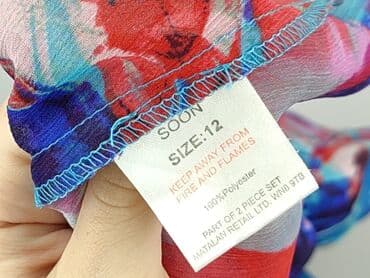 SOON
SIZE: 12
KEEP AWAY FROM
FIRE AND FLAMES
100%Polyester
PART OF 2 PIECE SET
MATALAN RETAIL LTD. WN8 9TB